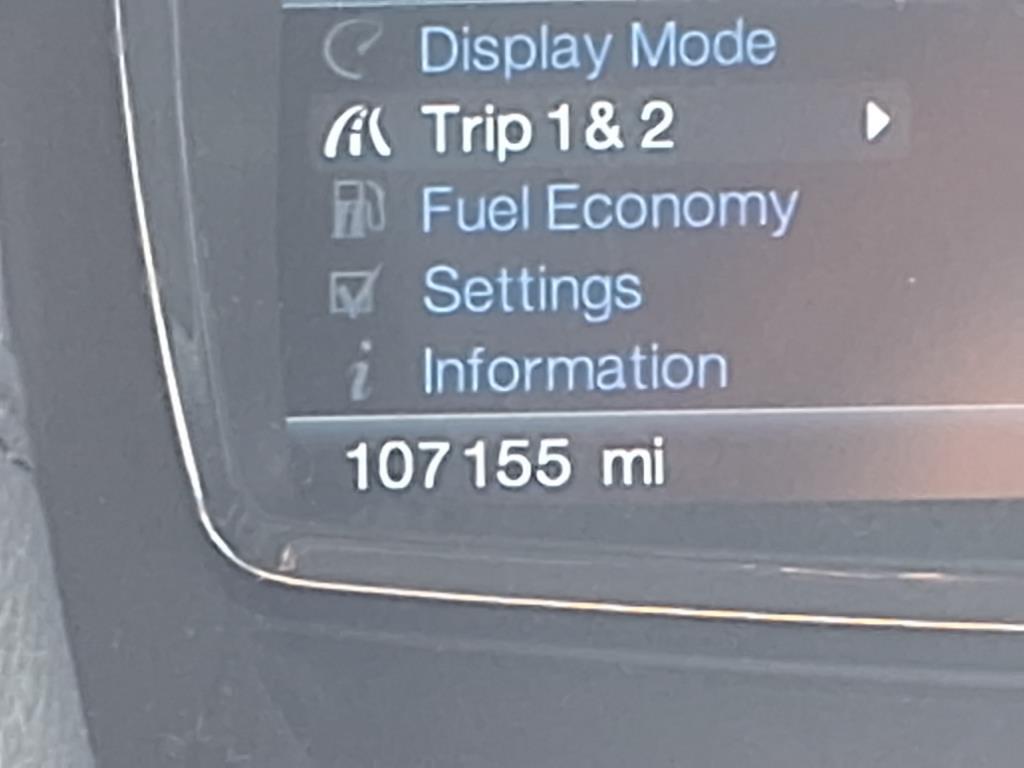 Display Mode
Trip 1 & 2
Fuel Economy
Settings
Information
107155 mi